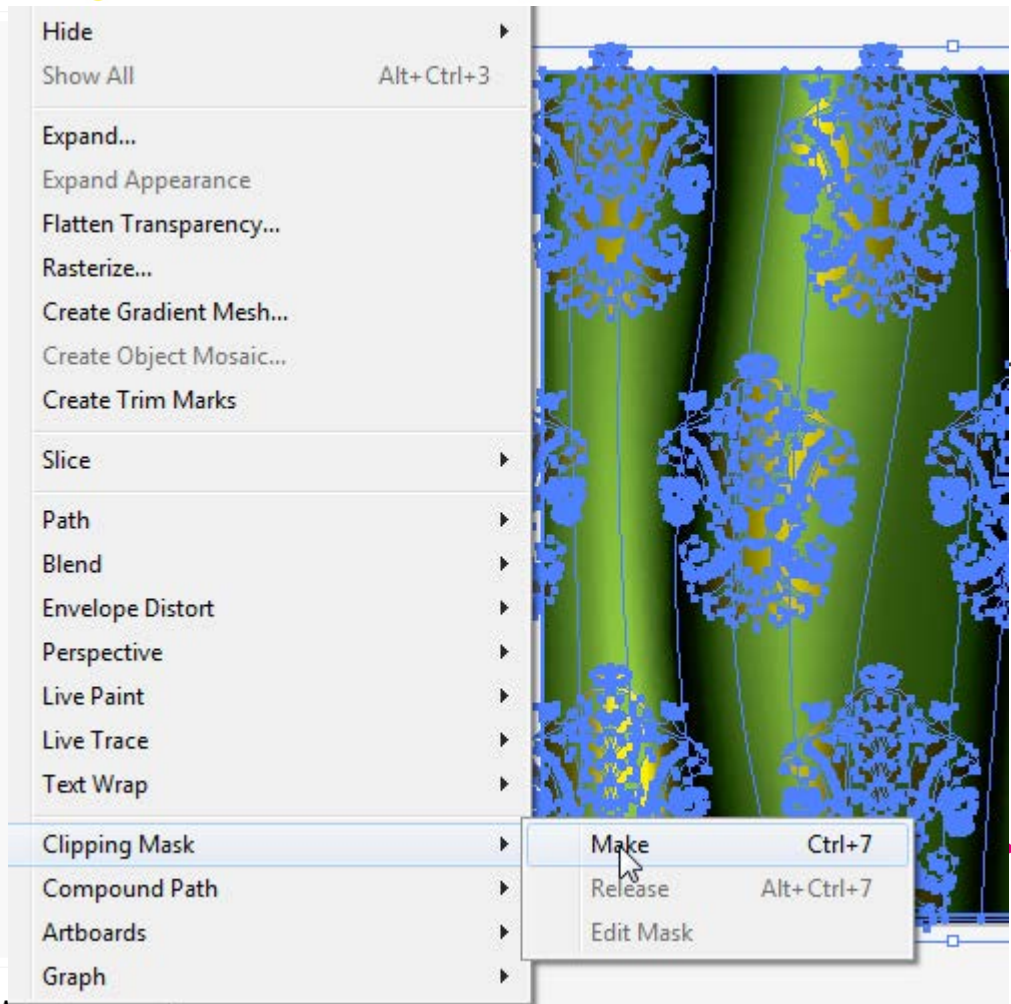 Hide
Show All Alt+Ctrl+3
Expand...
Expand Appearance
Flatten Transparency...
Rasterize...
Create Gradient Mesh...
Create Object Mosaic...
Create Trim Marks
Slice
Path
Blend
Envelope Distort
Perspective
Live Paint
Live Trace
Text Wrap
Clipping Mask
Make Ctrl+7
Compound Path
Release Alt+Ctrl+7
Artboards
Edit Mask
Graph